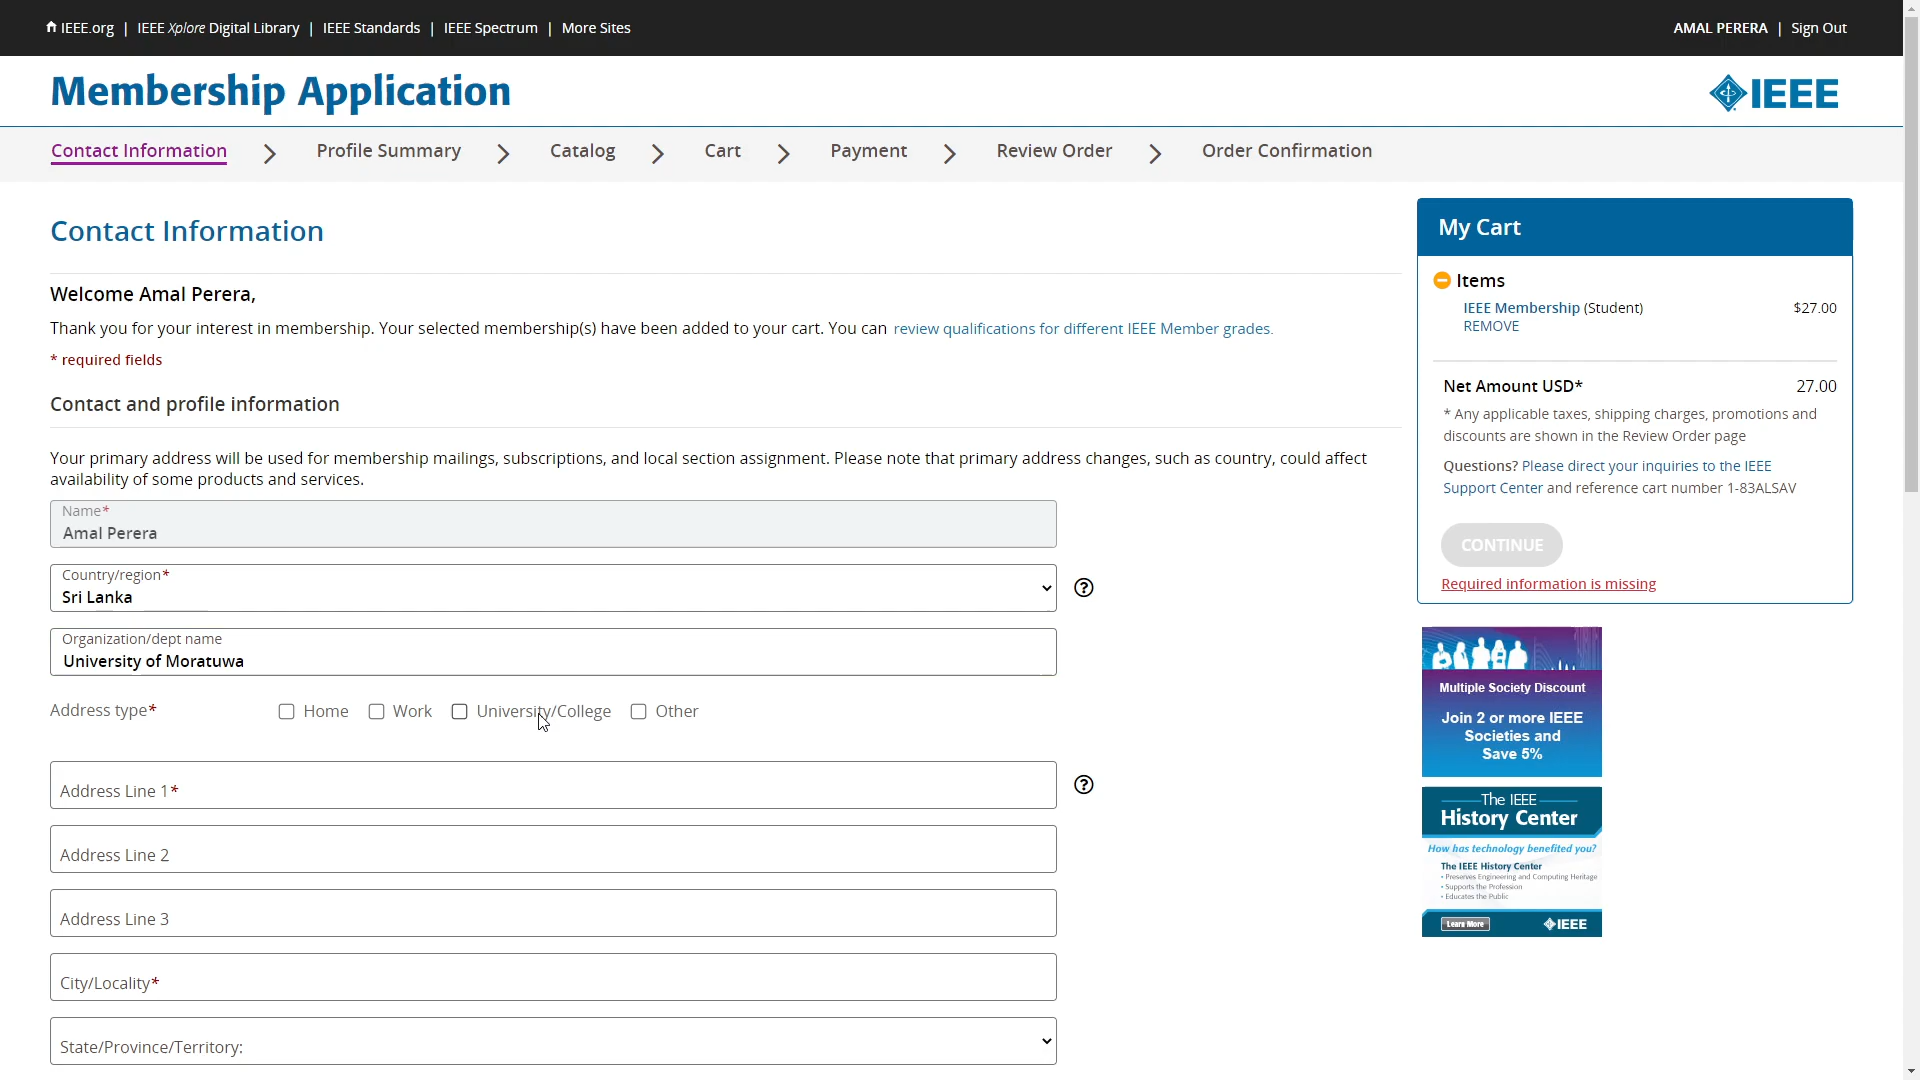 IEEE.org | IEEE Xplore Digital Library | IEEE Standards | IEEE Spectrum | More Sites
AMAL PERERA | Sign Out
Membership Application
IEEE
Contact Information
Profile Summary
Catalog
Cart
Payment
Review Order
Order Confirmation
Contact Information
Welcome Amal Perera,
Thank you for your interest in membership. Your selected membership(s) have been added to your cart. You can review qualifications for different IEEE Member grades.
* required fields
Contact and profile information
Your primary address will be used for membership mailings, subscriptions, and local section assignment. Please note that primary address changes, such as country, could affect
availability of some products and services.
Name*
Amal Perera
Country/region*
Sri Lanka
Organization/dept name
University of Moratuwa
Address type*
Home
Work
University/College
Other
Address Line 1*
Address Line 2
Address Line 3
City/Locality*
State/Province/Territory:
My Cart
Items
IEEE Membership (Student) $27.00
REMOVE
Net Amount USD* 27.00
* Any applicable taxes, shipping charges, promotions and
discounts are shown in the Review Order page
Questions? Please direct your inquiries to the IEEE
Support Center and reference cart number 1-83ALSAV
CONTINUE
Required information is missing
Multiple Society Discount
Join 2 or more IEEE
Societies and
Save 5%
The IEEE
History Center
How has technology benefited you?
The IEEE History Center
• Preserves Engineering and Computing Heritage
• Supports the Profession
• Educates the Public
Learn More
IEEE